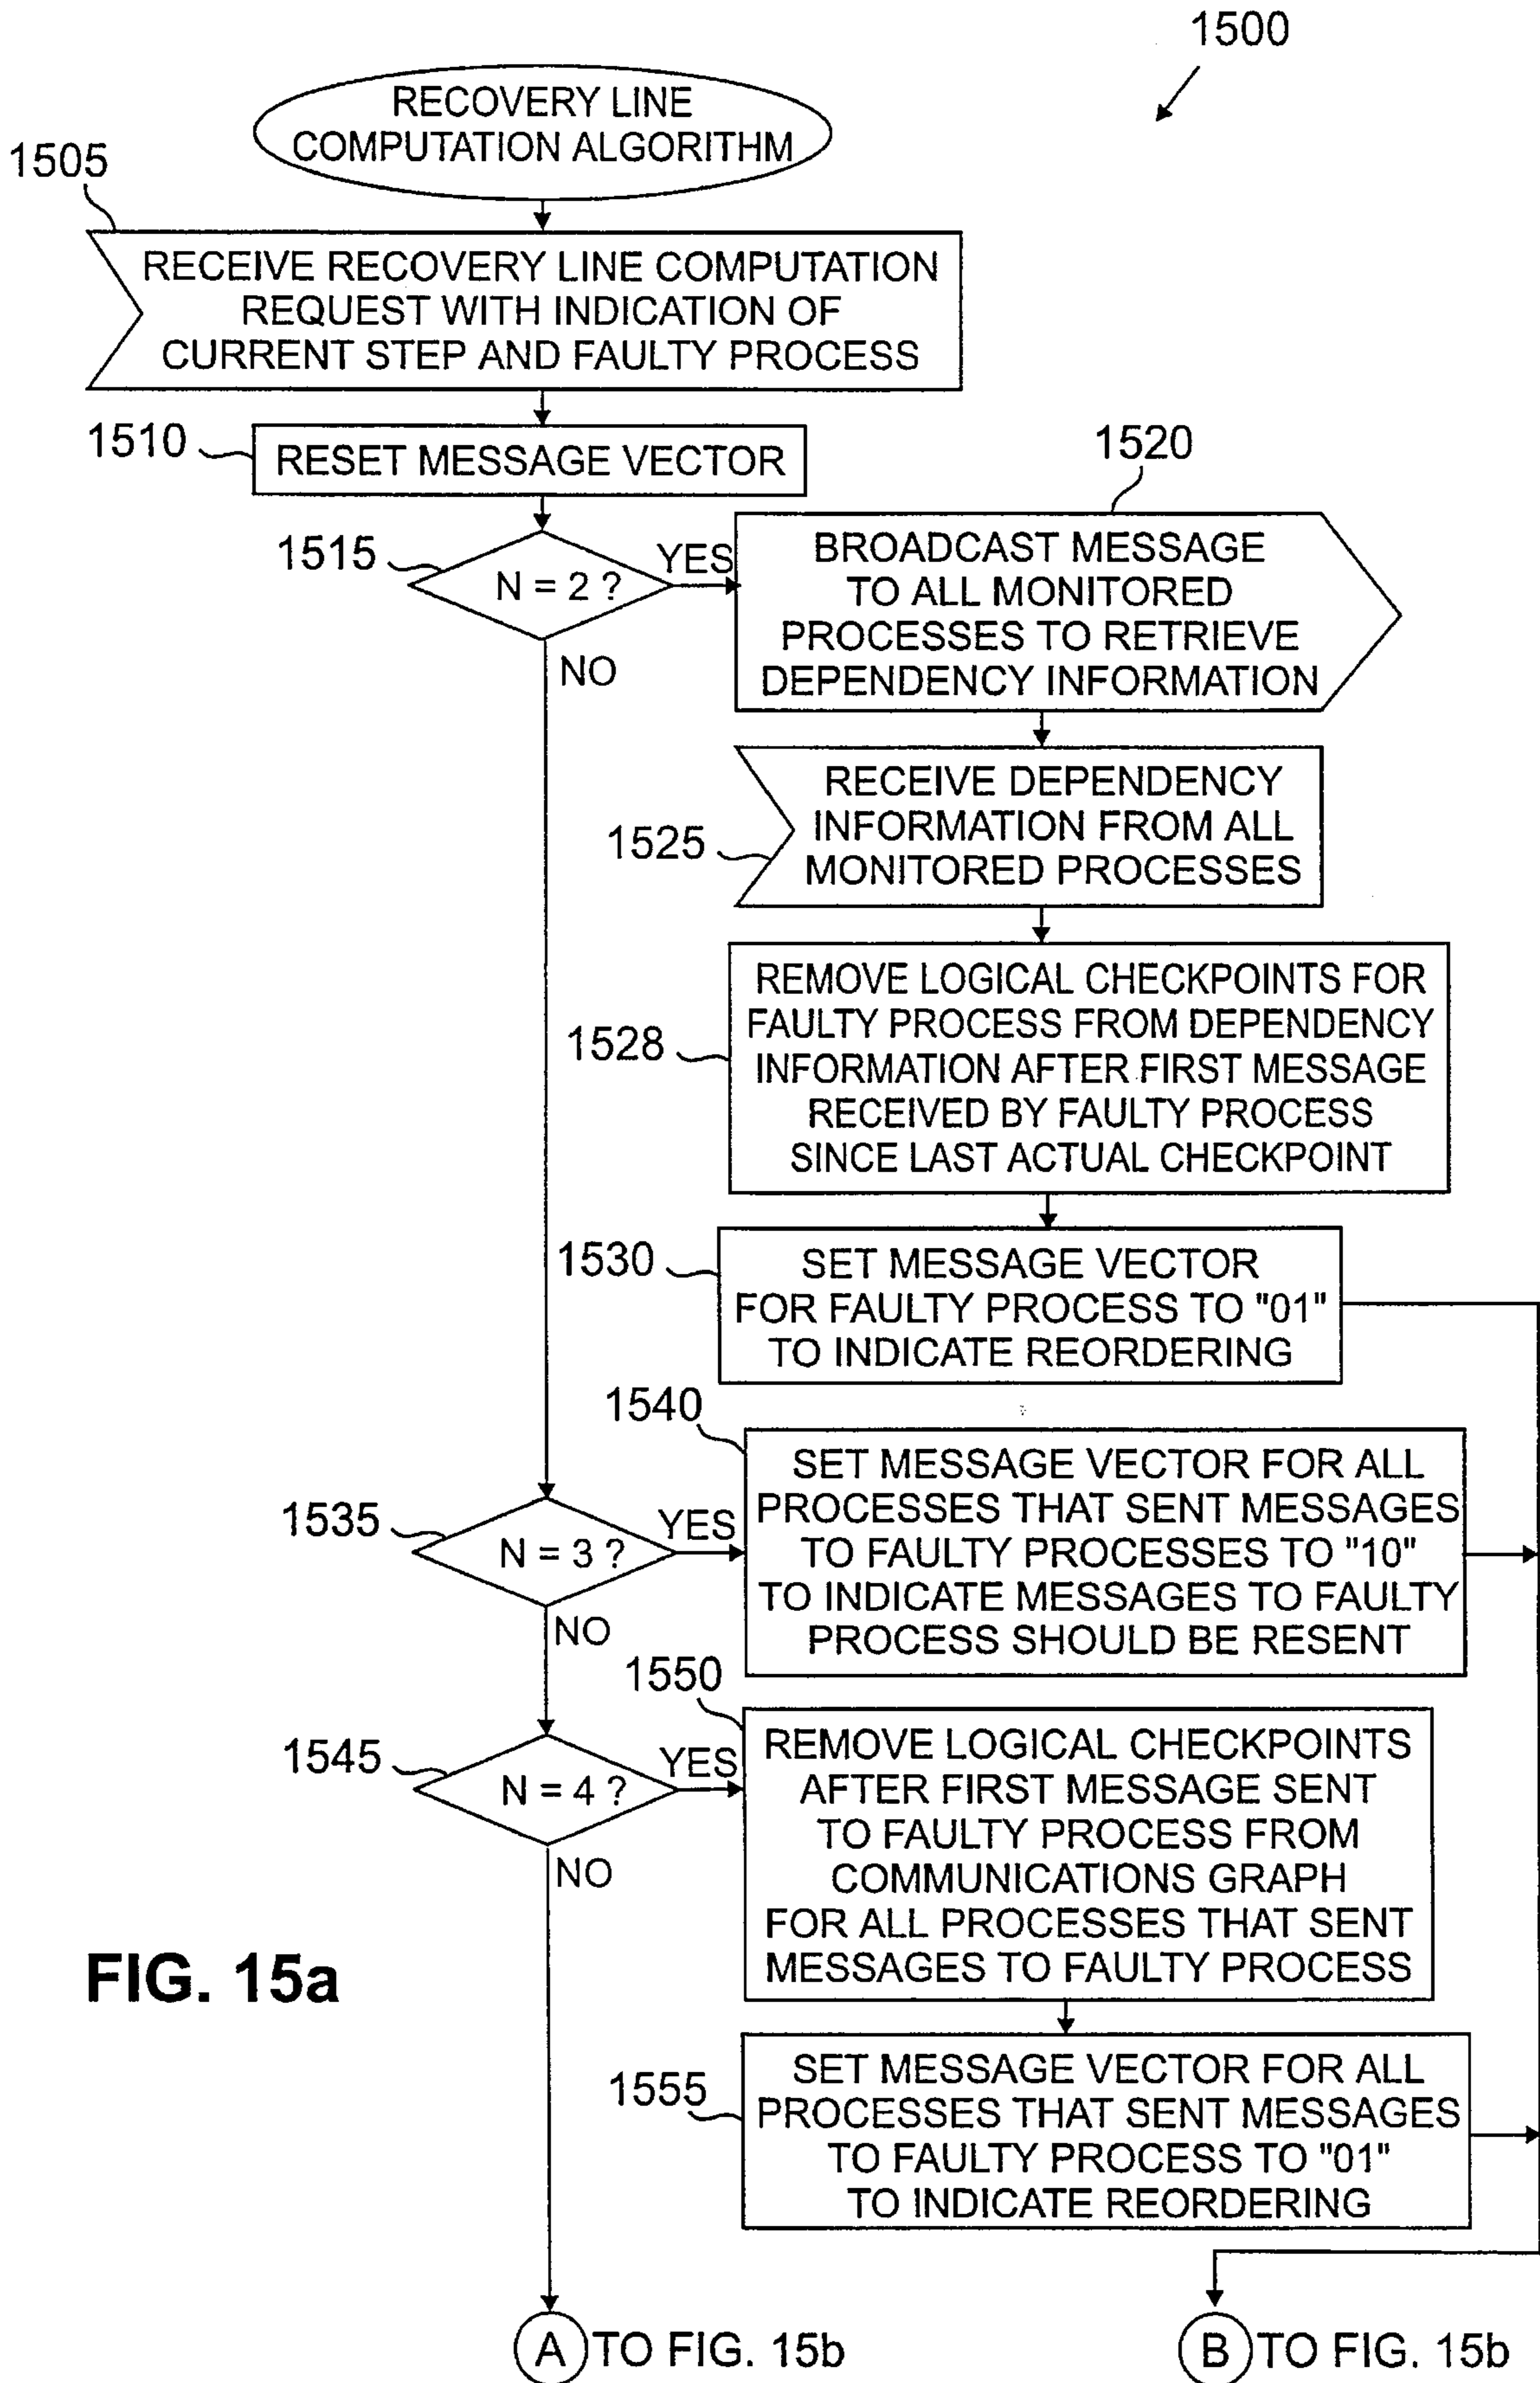 1500
RECOVERY LINE
COMPUTATION ALGORITHM
1505
RECEIVE RECOVERY LINE COMPUTATION
REQUEST WITH INDICATION OF
CURRENT STEP AND FAULTY PROCESS
1510
RESET MESSAGE VECTOR
1515
N = 2 ?
YES
NO
1520
BROADCAST MESSAGE
TO ALL MONITORED
PROCESSES TO RETRIEVE
DEPENDENCY INFORMATION
1525
RECEIVE DEPENDENCY
INFORMATION FROM ALL
MONITORED PROCESSES
1528
REMOVE LOGICAL CHECKPOINTS FOR
FAULTY PROCESS FROM DEPENDENCY
INFORMATION AFTER FIRST MESSAGE
RECEIVED BY FAULTY PROCESS
SINCE LAST ACTUAL CHECKPOINT
1530
SET MESSAGE VECTOR
FOR FAULTY PROCESS TO "01"
TO INDICATE REORDERING
1535
N = 3 ?
YES
NO
1540
SET MESSAGE VECTOR FOR ALL
PROCESSES THAT SENT MESSAGES
TO FAULTY PROCESSES TO "10"
TO INDICATE MESSAGES TO FAULTY
PROCESS SHOULD BE RESENT
1545
N = 4 ?
YES
NO
1550
REMOVE LOGICAL CHECKPOINTS
AFTER FIRST MESSAGE SENT
TO FAULTY PROCESS FROM
COMMUNICATIONS GRAPH
FOR ALL PROCESSES THAT SENT
MESSAGES TO FAULTY PROCESS
1555
SET MESSAGE VECTOR FOR ALL
PROCESSES THAT SENT MESSAGES
TO FAULTY PROCESS TO "01"
TO INDICATE REORDERING
FIG. 15a
A TO FIG. 15b
B TO FIG. 15b